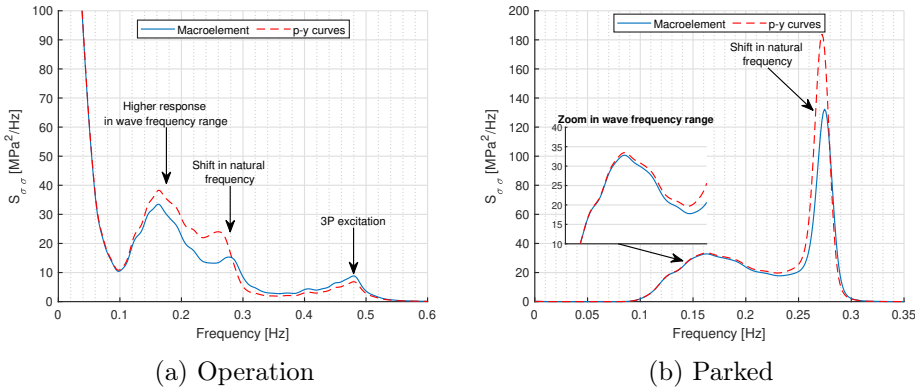 Macroelement
p-y curves
Higher response
in wave frequency range
Shift in natural
frequency
3P excitation
100
90
80
70
60
50
40
30
20
10
0
S σ σ [MPa²/Hz]
0 0.1 0.2 0.3 0.4 0.5 0.6
Frequency [Hz]
(a) Operation
Macroelement
p-y curves
Shift in natural
frequency
Zoom in wave frequency range
40
35
30
25
20
15
10
200
180
160
140
120
100
80
60
40
20
0
S σ σ [MPa²/Hz]
0 0.05 0.1 0.15 0.2 0.25 0.3 0.35
Frequency [Hz]
(b) Parked